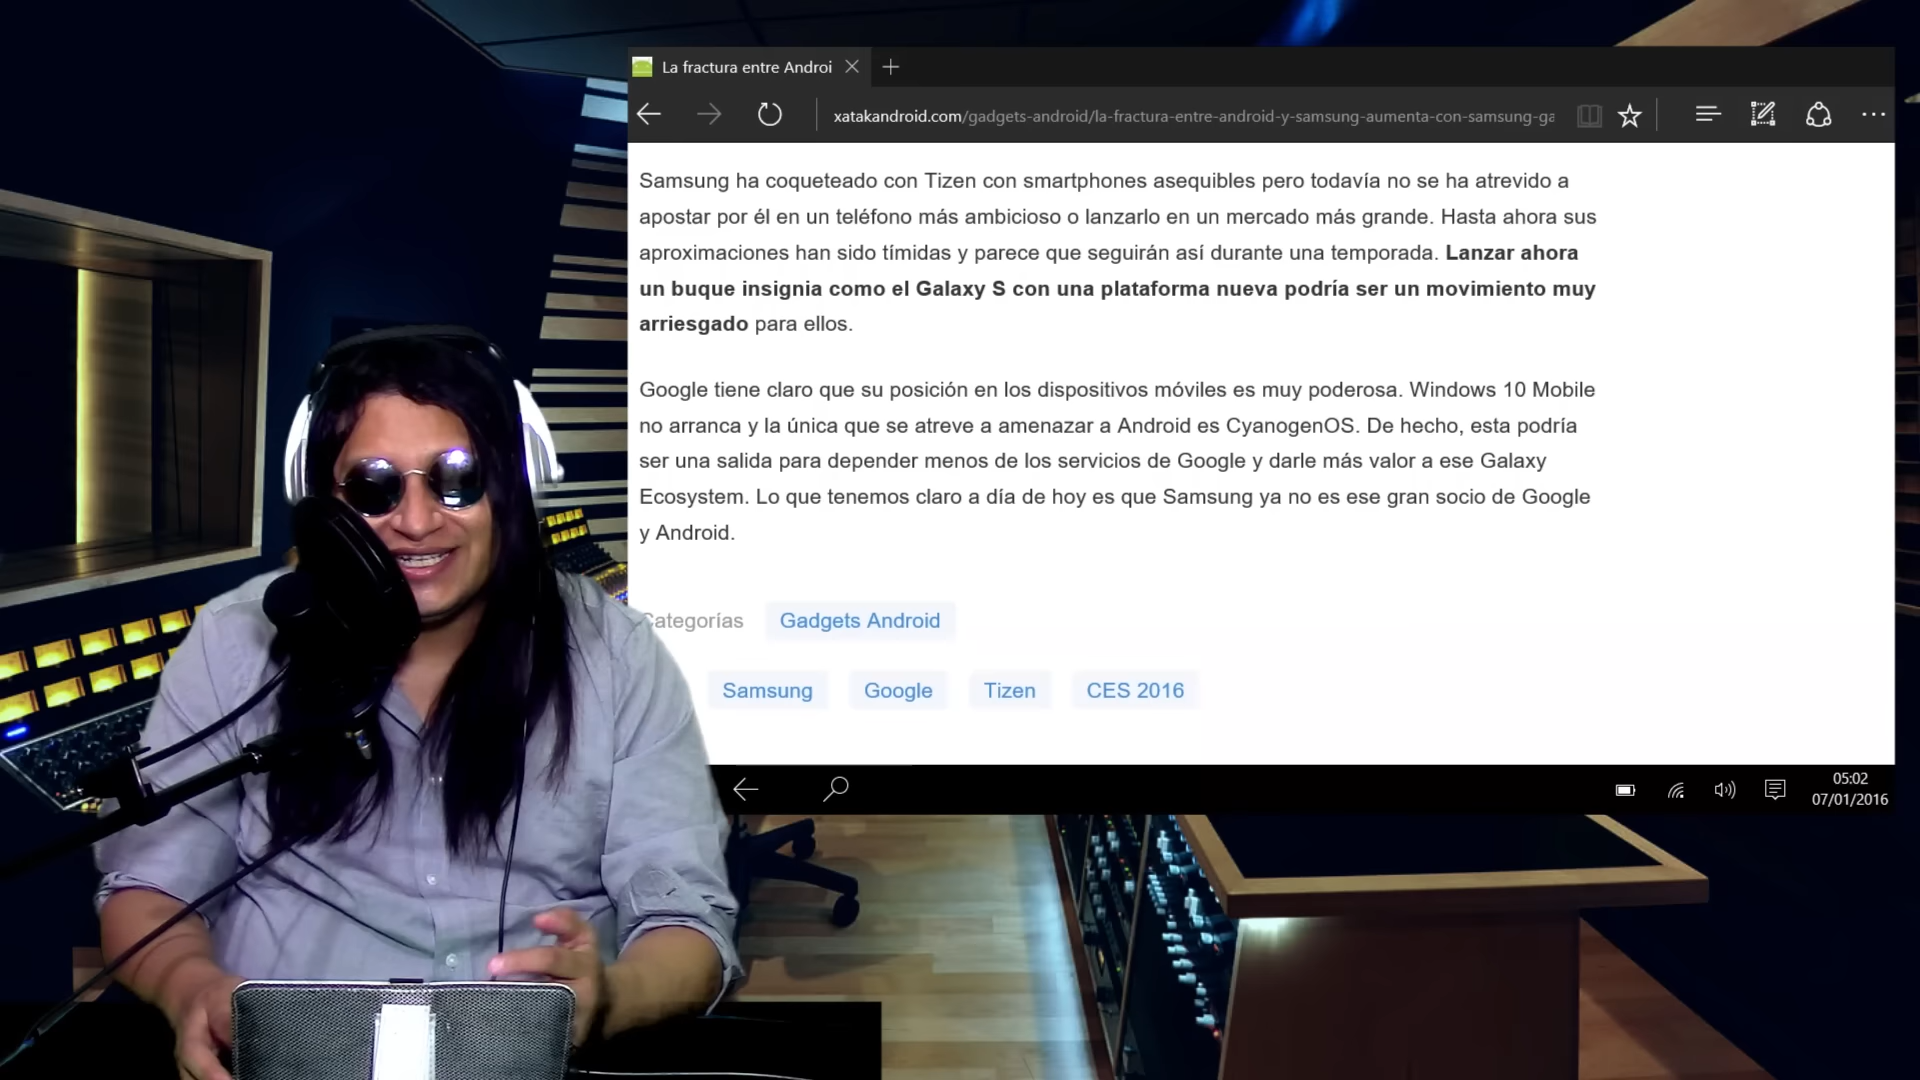 La fractura entre Androi
xatakandroid.com/gadgets-android/la-fractura-entre-android-y-samsung-aumenta-con-samsung-ga
Samsung ha coqueteado con Tizen con smartphones asequibles pero todavía no se ha atrevido a
apostar por él en un teléfono más ambicioso o lanzarlo en un mercado más grande. Hasta ahora sus
aproximaciones han sido tímidas y parece que seguirán así durante una temporada. Lanzar ahora
un buque insignia como el Galaxy S con una plataforma nueva podría ser un movimiento muy
arriesgado para ellos.
Google tiene claro que su posición en los dispositivos móviles es muy poderosa. Windows 10 Mobile
no arranca y la única que se atreve a amenazar a Android es CyanogenOS. De hecho, esta podría
ser una salida para depender menos de los servicios de Google y darle más valor a ese Galaxy
Ecosystem. Lo que tenemos claro a día de hoy es que Samsung ya no es ese gran socio de Google
y Android.
Categorías Gadgets Android
Samsung Google Tizen CES 2016
05:02
07/01/2016